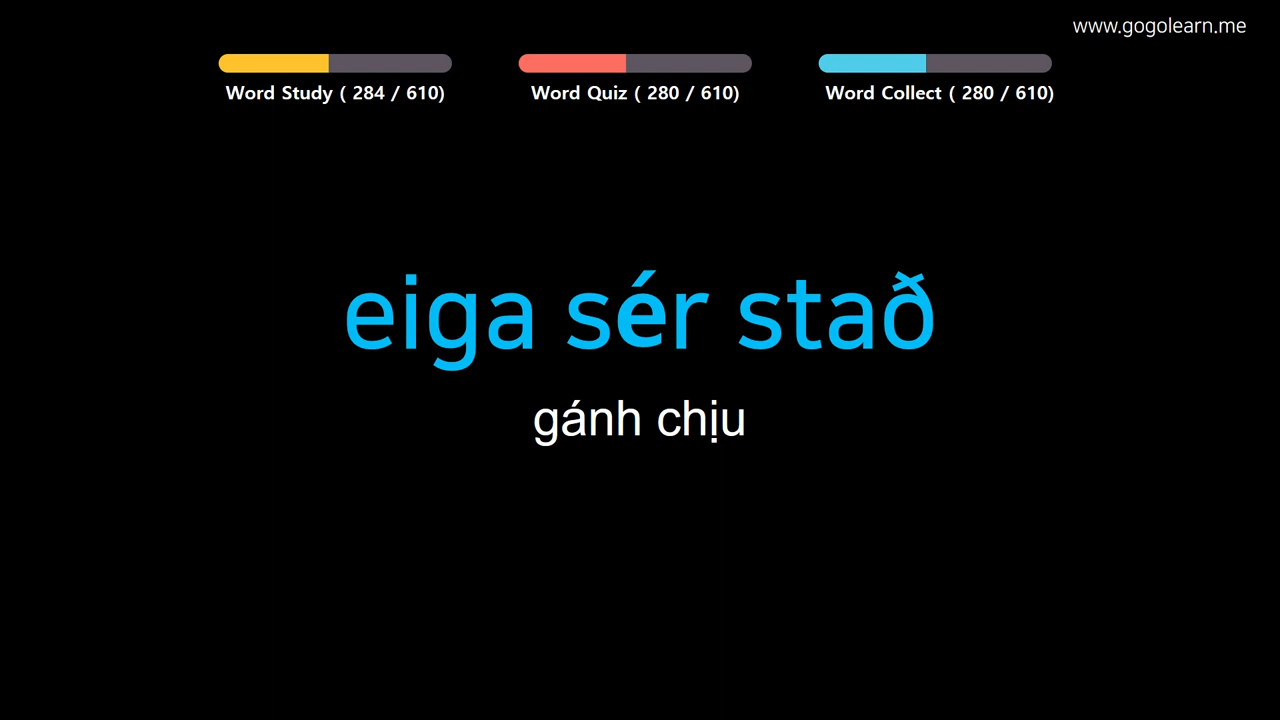 www.gogolearn.me
Word Study ( 284 / 610)
Word Quiz ( 280 / 610)
Word Collect ( 280 / 610)
eiga sér stað
gánh chịu